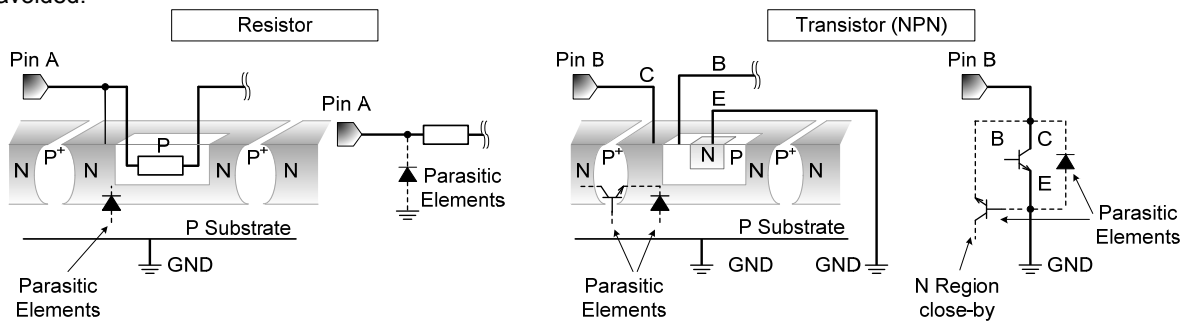 avoided.
Resistor
Transistor (NPN)
Pin A
Pin A
N
P+
N
P
N
P+
N
Parasitic
Elements
P Substrate
GND
Parasitic
Elements
Pin B
C
B
E
N
P+
N
N
P
N
P+
N
P Substrate
GND
GND
Parasitic
Elements
Pin B
B
C
E
Parasitic
Elements
GND
N Region
close-by